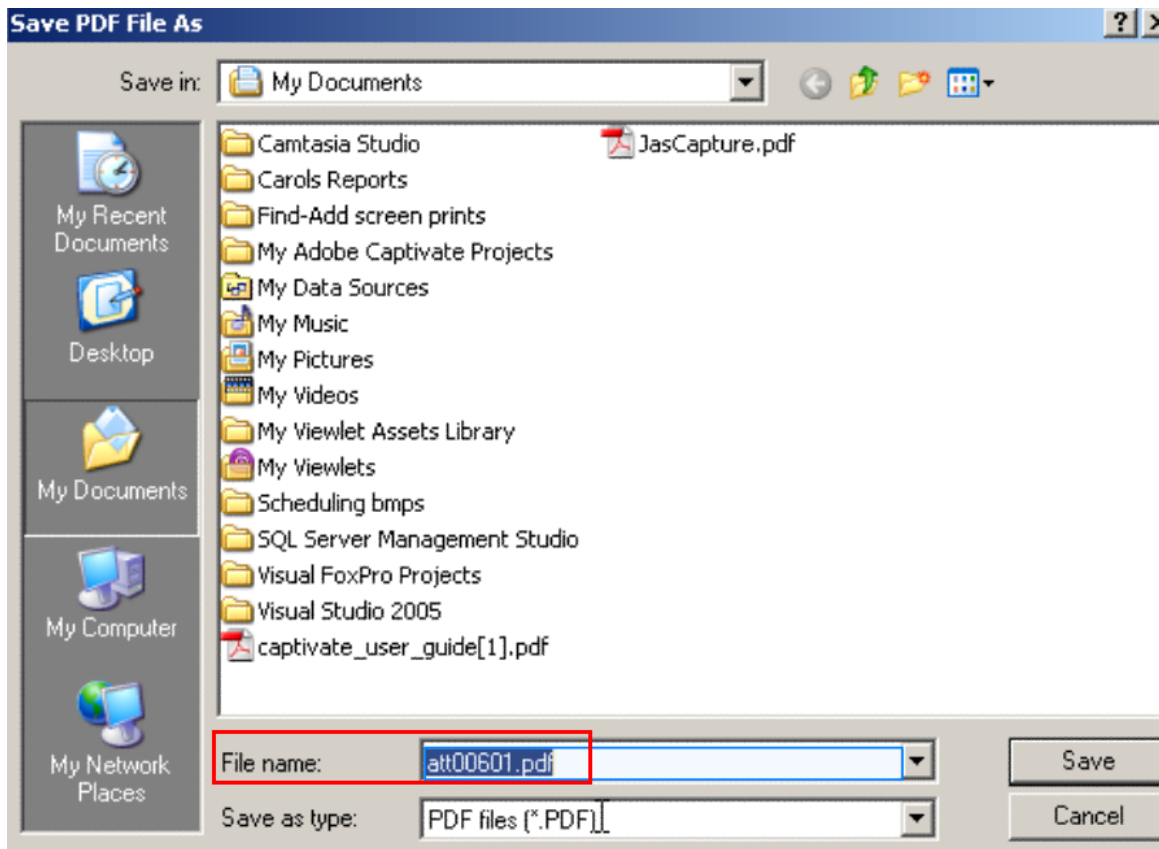 Save PDF File As
Save in:
My Documents
My Recent
Documents
Desktop
My Documents
My Computer
My Network
Places
Camtasia Studio
Carols Reports
Find-Add screen prints
My Adobe Captivate Projects
My Data Sources
My Music
My Pictures
My Videos
My Viewlet Assets Library
My Viewlets
Scheduling bmps
SQL Server Management Studio
Visual FoxPro Projects
Visual Studio 2005
captivate_user_guide[1].pdf
JasCapture.pdf
File name:
att00601.pdf
Save
Save as type:
PDF files (*.PDF)
Cancel